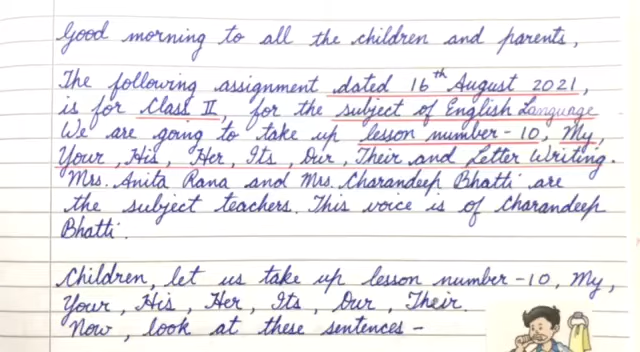 Good morning to all the children and parents,
The following assignment dated 16th August 2021,
is for Class II, for the subject of English Language
We are going to take up lesson number-10, My,
Your, His, Her, Its, Our, Their and Letter Writing.
Mrs. Anita Rana and Mrs. Charandeep Bhatti are
the subject teachers. This voice is of Charandeep
Bhatti.
Children, let us take up lesson number-10, My,
Your, His, Her, Its, Our, Their.
Now, look at these sentences -